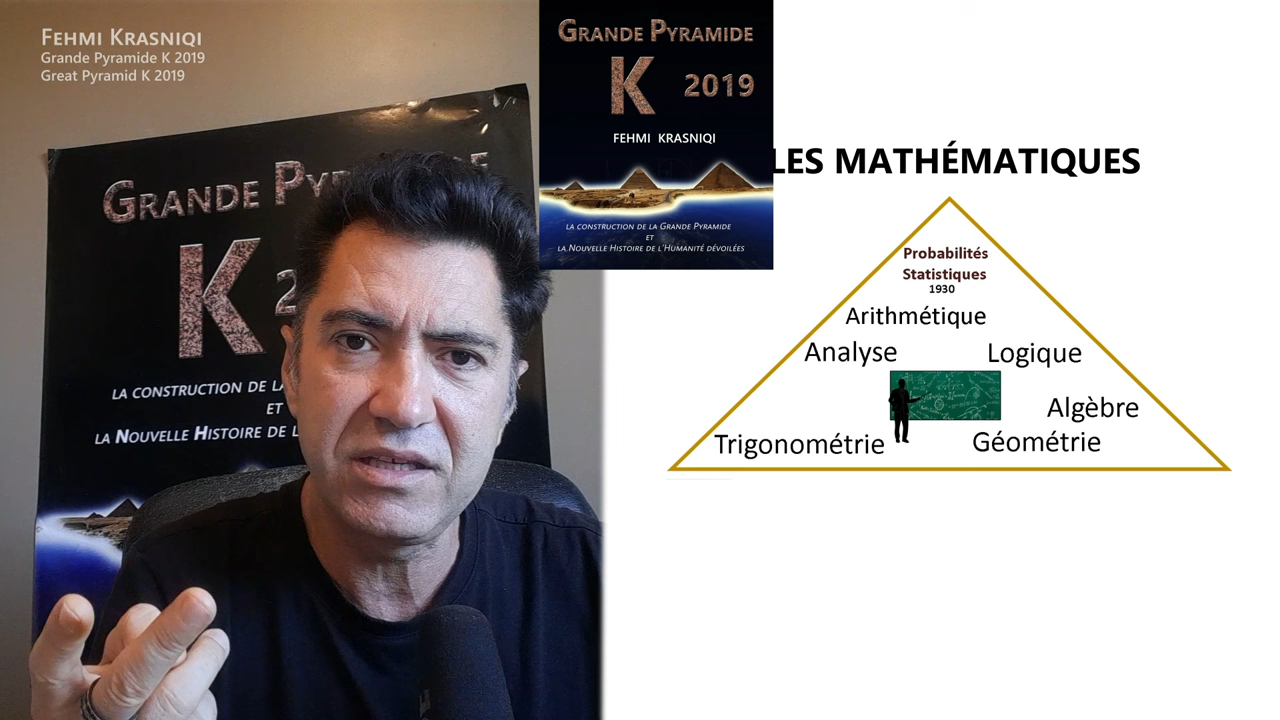 FEHMI KRASNIQI
Grande Pyramide K 2019
Great Pyramid K 2019
GRANDE PYRAMIDE
K 2019
FEHMI KRASNIQI
LA CONSTRUCTION DE LA GRANDE PYRAMIDE
ET
LA NOUVELLE HISTOIRE DE L'HUMANITÉ DÉVOILÉES
GRANDE
K 2
LA CONSTRUCTION DE
ET
LA NOUVELLE HISTOIRE DE
LES MATHÉMATIQUES
Probabilités
Statistiques
1930
Arithmétique
Analyse
Logique
Algèbre
Trigonométrie
Géométrie